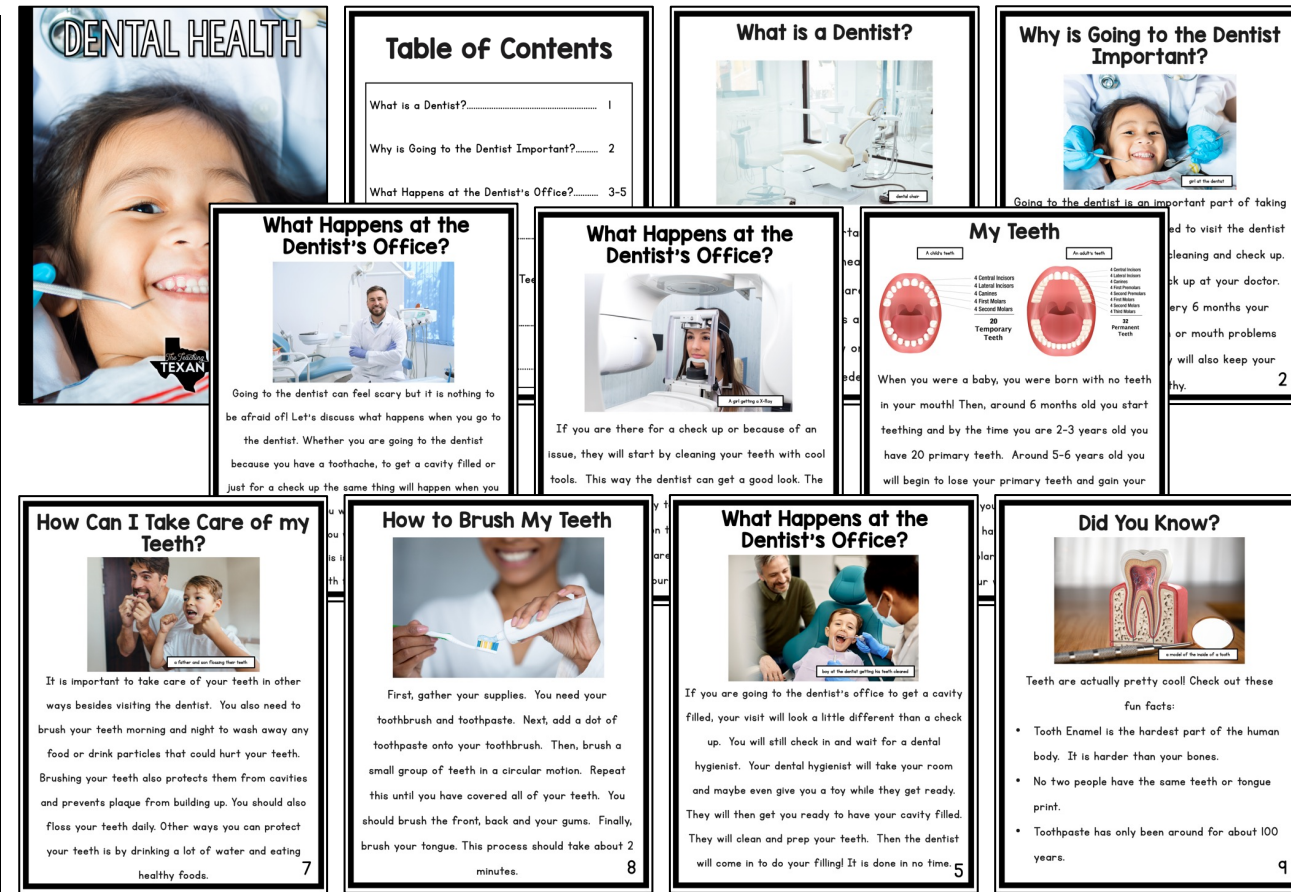 DENTAL HEALTH
The Teaching
TEXAN
Table of Contents
What is a Dentist? 1
Why is Going to the Dentist Important? 2
What Happens at the Dentist's Office? 3-5
What is a Dentist?
dental chair
Why is Going to the Dentist
Important?
girl at the dentist
Going to the dentist is an important part of taking
ed to visit the dentist
cleaning and check up.
ck up at your doctor.
ery 6 months your
or mouth problems
will also keep your
thy.
2
What Happens at the
Dentist's Office?
Going to the dentist can feel scary but it is nothing to
be afraid of! Let's discuss what happens when you go to
the dentist. Whether you are going to the dentist
because you have a toothache, to get a cavity filled or
just for a check up the same thing will happen when you
What Happens at the
Dentist's Office?
A girl getting a X-Ray
If you are there for a check up or because of an
issue, they will start by cleaning your teeth with cool
tools. This way the dentist can get a good look. The
My Teeth
A child's teeth
4 Central Incisors
4 Lateral Incisors
4 Canines
4 First Molars
4 Second Molars
20
Temporary
Teeth
An adult's teeth
4 Central Incisors
4 Lateral Incisors
4 Canines
4 First Premolars
4 Second Premolars
4 First Molars
4 Second Molars
4 Third Molars
32
Permanent
Teeth
When you were a baby, you were born with no teeth
in your mouth! Then, around 6 months old you start
teething and by the time you are 2-3 years old you
have 20 primary teeth. Around 5-6 years old you
will begin to lose your primary teeth and gain your
How Can I Take Care of my
Teeth?
a father and son flossing their teeth
It is important to take care of your teeth in other
ways besides visiting the dentist. You also need to
brush your teeth morning and night to wash away any
food or drink particles that could hurt your teeth.
Brushing your teeth also protects them from cavities
and prevents plaque from building up. You should also
floss your teeth daily. Other ways you can protect
your teeth is by drinking a lot of water and eating
healthy foods.
7
How to Brush My Teeth
First, gather your supplies. You need your
toothbrush and toothpaste. Next, add a dot of
toothpaste onto your toothbrush. Then, brush a
small group of teeth in a circular motion. Repeat
this until you have covered all of your teeth. You
should brush the front, back and your gums. Finally,
brush your tongue. This process should take about 2
minutes.
8
What Happens at the
Dentist's Office?
boy at the dentist getting his teeth cleaned
If you are going to the dentist's office to get a cavity
filled, your visit will look a little different than a check
up. You will still check in and wait for a dental
hygienist. Your dental hygienist will take your room
and maybe even give you a toy while they get ready.
They will then get you ready to have your cavity filled.
They will clean and prep your teeth. Then the dentist
will come in to do your filling! It is done in no time.
5
Did You Know?
a model of the inside of a tooth
Teeth are actually pretty cool! Check out these
fun facts:
• Tooth Enamel is the hardest part of the human
body. It is harder than your bones.
• No two people have the same teeth or tongue
print.
• Toothpaste has only been around for about 100
years.
9